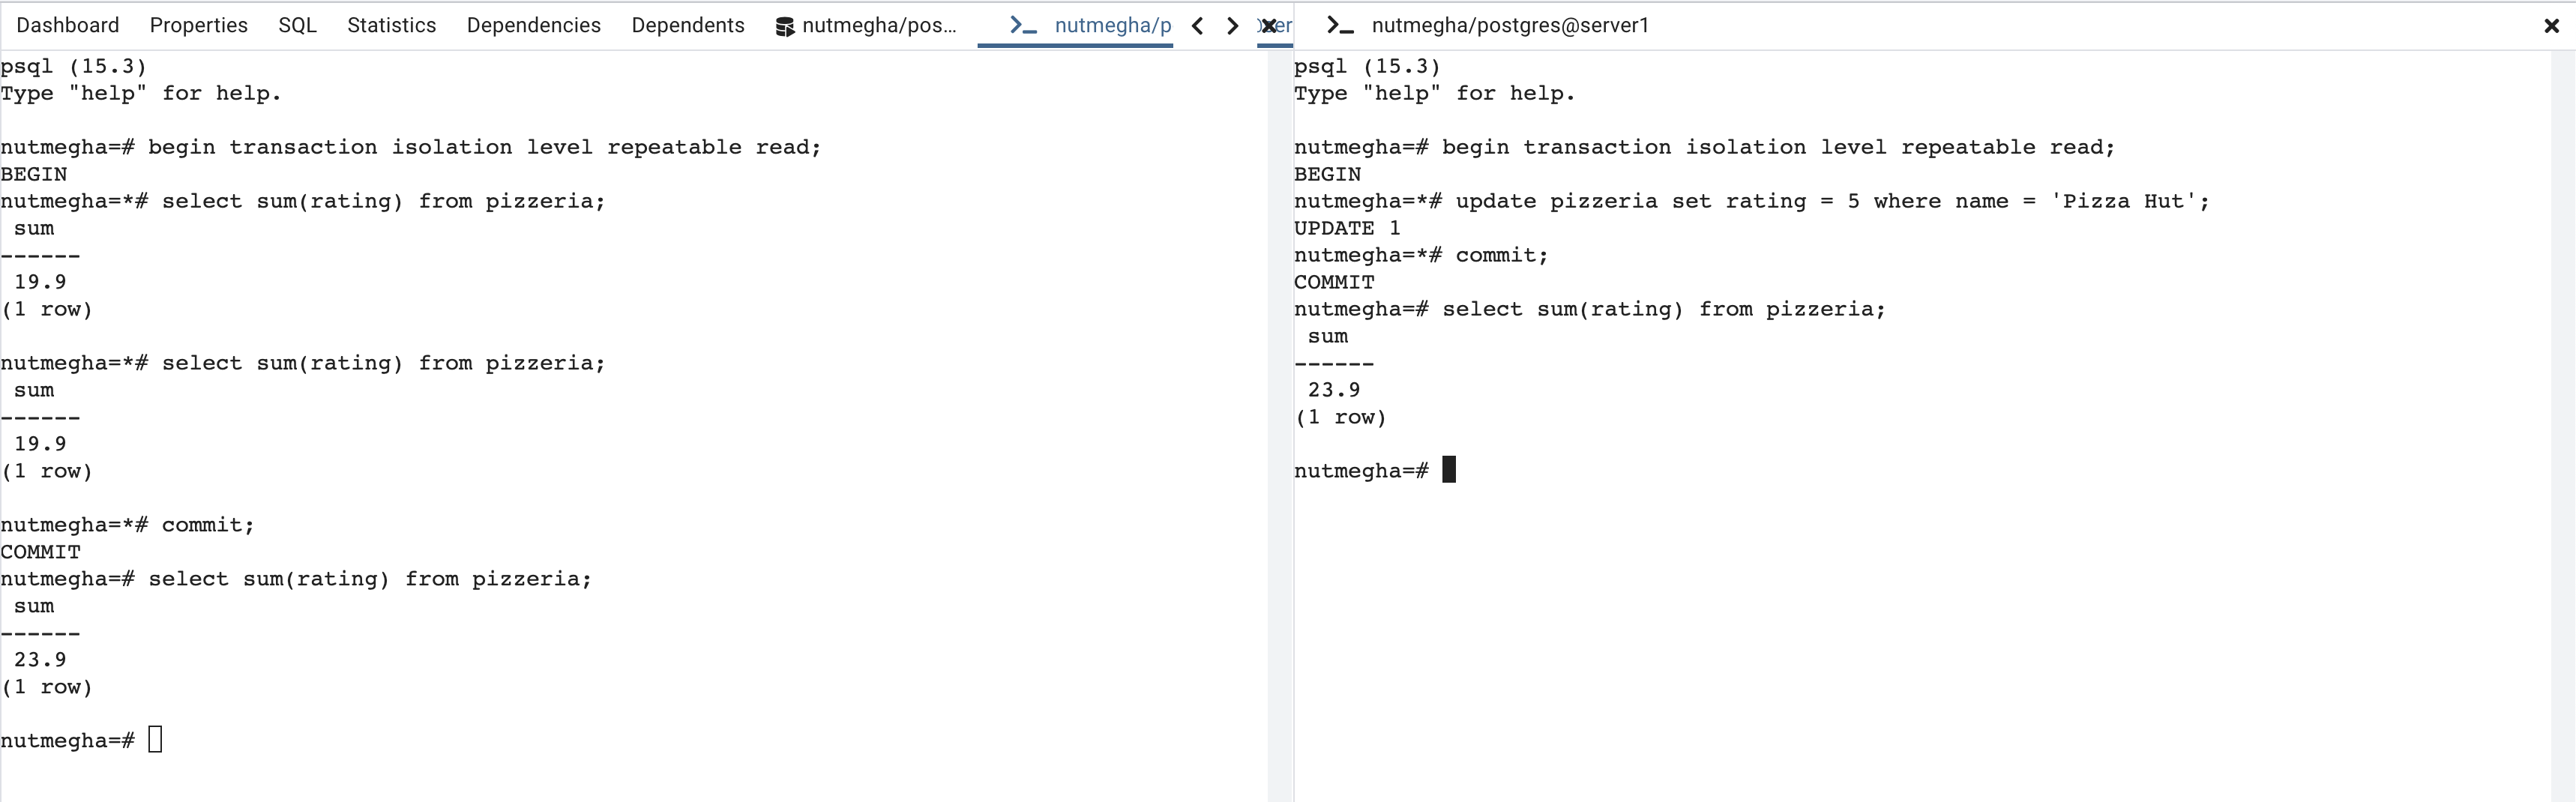 Dashboard Properties SQL Statistics Dependencies Dependents nutmegha/pos... nutmegha/p
psql (15.3)
Type "help" for help.
nutmegha=# begin transaction isolation level repeatable read;
BEGIN
nutmegha=*# select sum(rating) from pizzeria;
sum
------
19.9
(1 row)
nutmegha=*# select sum(rating) from pizzeria;
sum
------
19.9
(1 row)
nutmegha=*# commit;
COMMIT
nutmegha=# select sum(rating) from pizzeria;
sum
------
23.9
(1 row)
nutmegha=#
nutmegha/postgres@server1
psql (15.3)
Type "help" for help.
nutmegha=# begin transaction isolation level repeatable read;
BEGIN
nutmegha=*# update pizzeria set rating = 5 where name = 'Pizza Hut';
UPDATE 1
nutmegha=*# commit;
COMMIT
nutmegha=# select sum(rating) from pizzeria;
sum
------
23.9
(1 row)
nutmegha=#